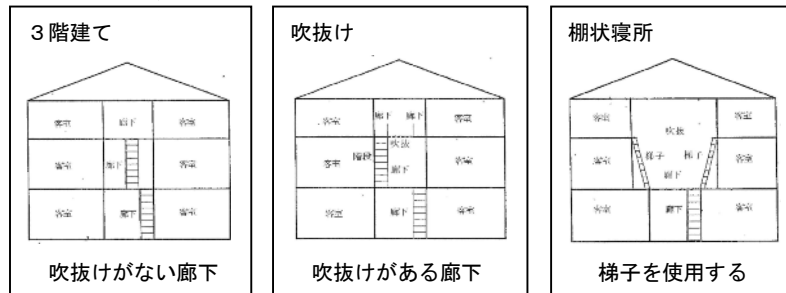 ３階建て
客室 廊下 客室
客室 廊下 客室
客室 廊下 客室
吹抜けがない廊下
吹抜け
客室 廊下 廊下 客室
吹抜
客室 階段 廊下 客室
客室 廊下 客室
吹抜けがある廊下
棚状寝所
客室 吹抜 客室
客室 梯子 梯子 客室
廊下
客室 廊下 客室
梯子を使用する